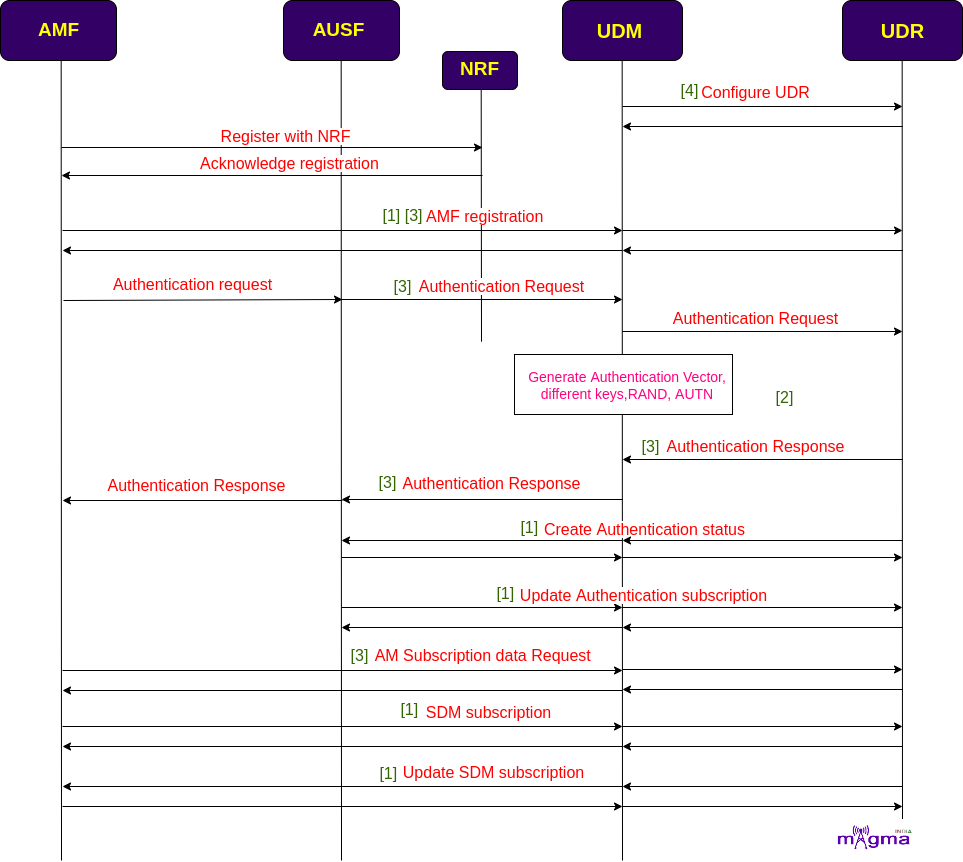 AMF
AUSF
NRF
UDM
UDR
[4] Configure UDR
Register with NRF
Acknowledge registration
[1] [3] AMF registration
Authentication request
[3] Authentication Request
Authentication Request
Generate Authentication Vector,
different keys,RAND, AUTN
[2]
[3] Authentication Response
[3] Authentication Response
Authentication Response
[1] Create Authentication status
[1] Update Authentication subscription
[3] AM Subscription data Request
[1] SDM subscription
[1] Update SDM subscription
INDIA
magma